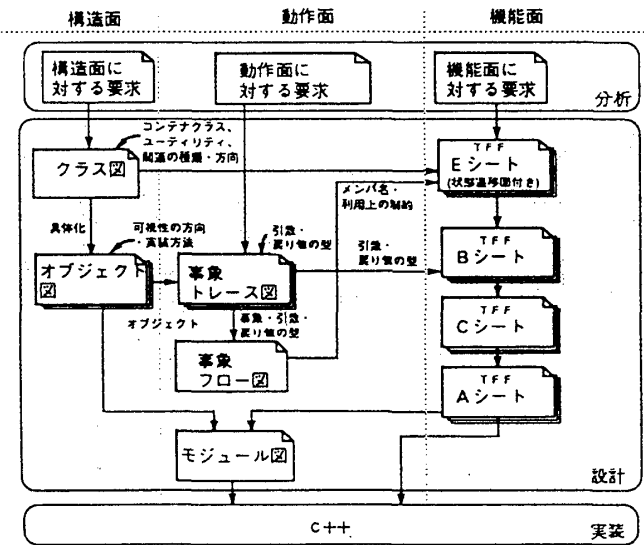 構造面
動作面
機能面
構造面に
対する要求
動作面に
対する要求
機能面に
対する要求
分析
コンテナクラス、
ユーティリティ、
関連の種類・方向
クラス図
TFF
Eシート
(状態遷移図付き)
メンバ名・
利用上の制約
具体化
可視性の方向
・実装方法
引数・
戻り値の型
引数・
戻り値の型
オブジェクト
図
事象
トレース図
TFF
Bシート
オブジェクト
事象・引数・
戻り値の型
TFF
Cシート
事象
フロー図
TFF
Aシート
モジュール図
設計
C++
実装